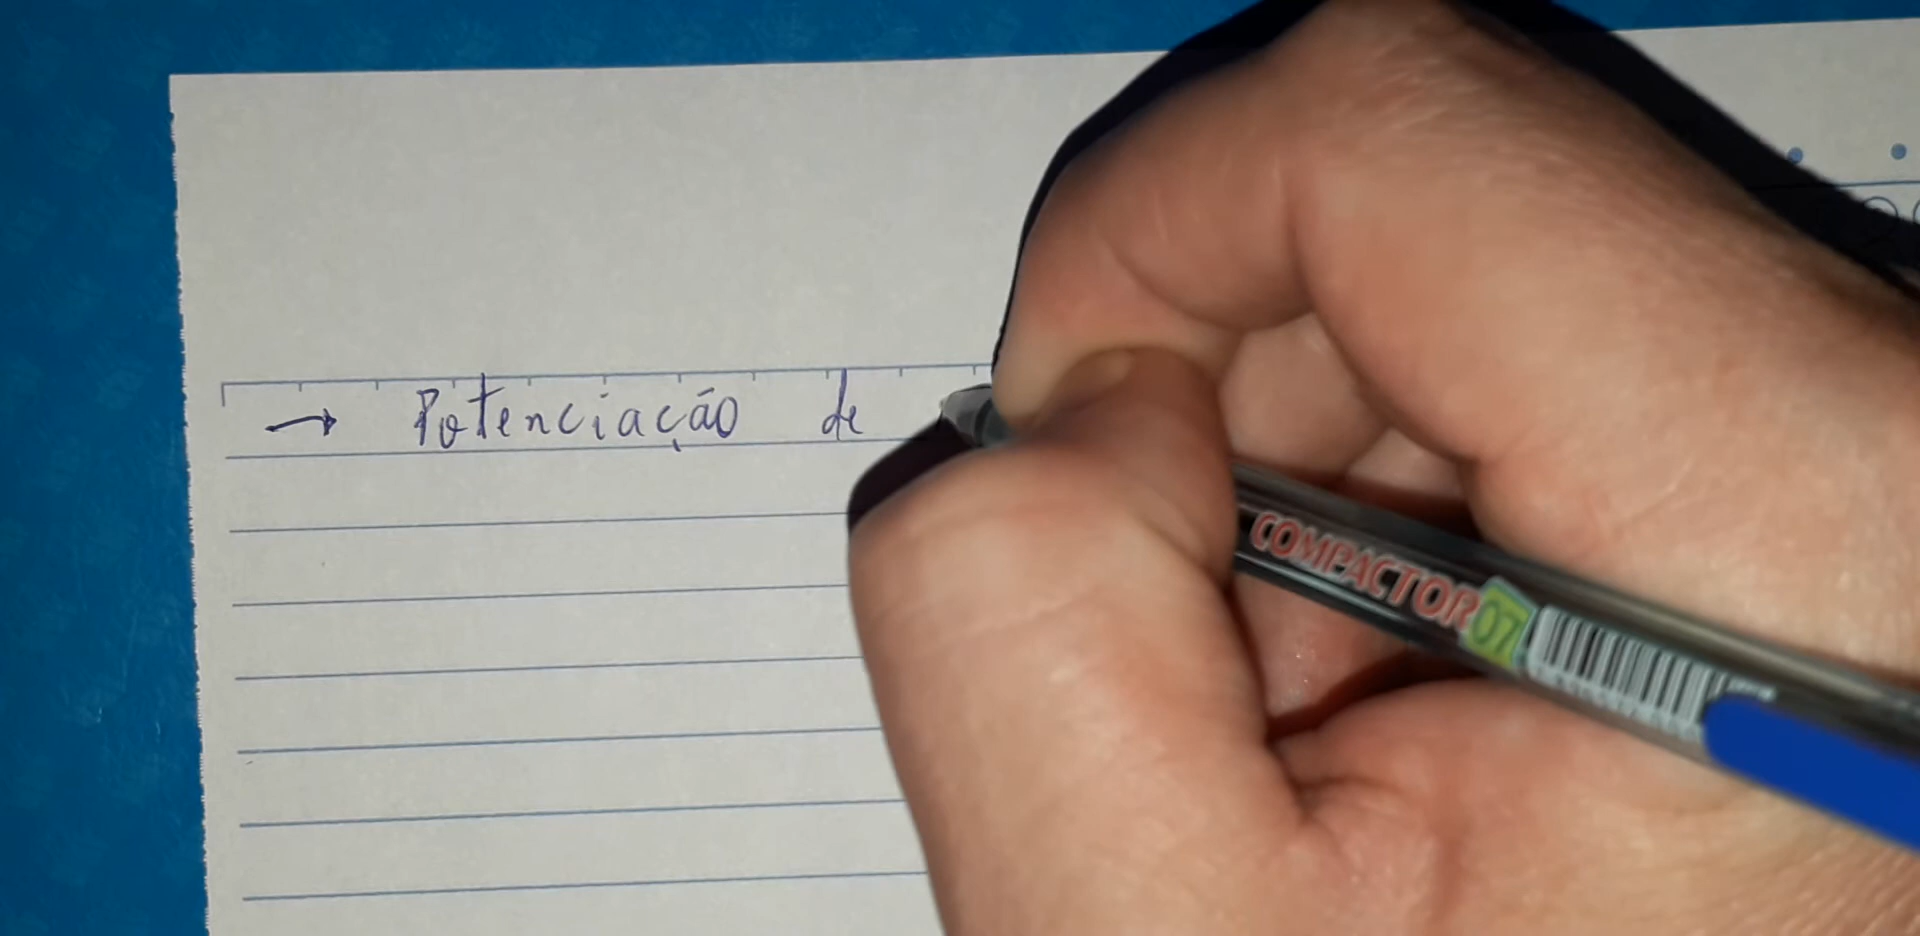 → Potenciação de
COMPACTOR 07